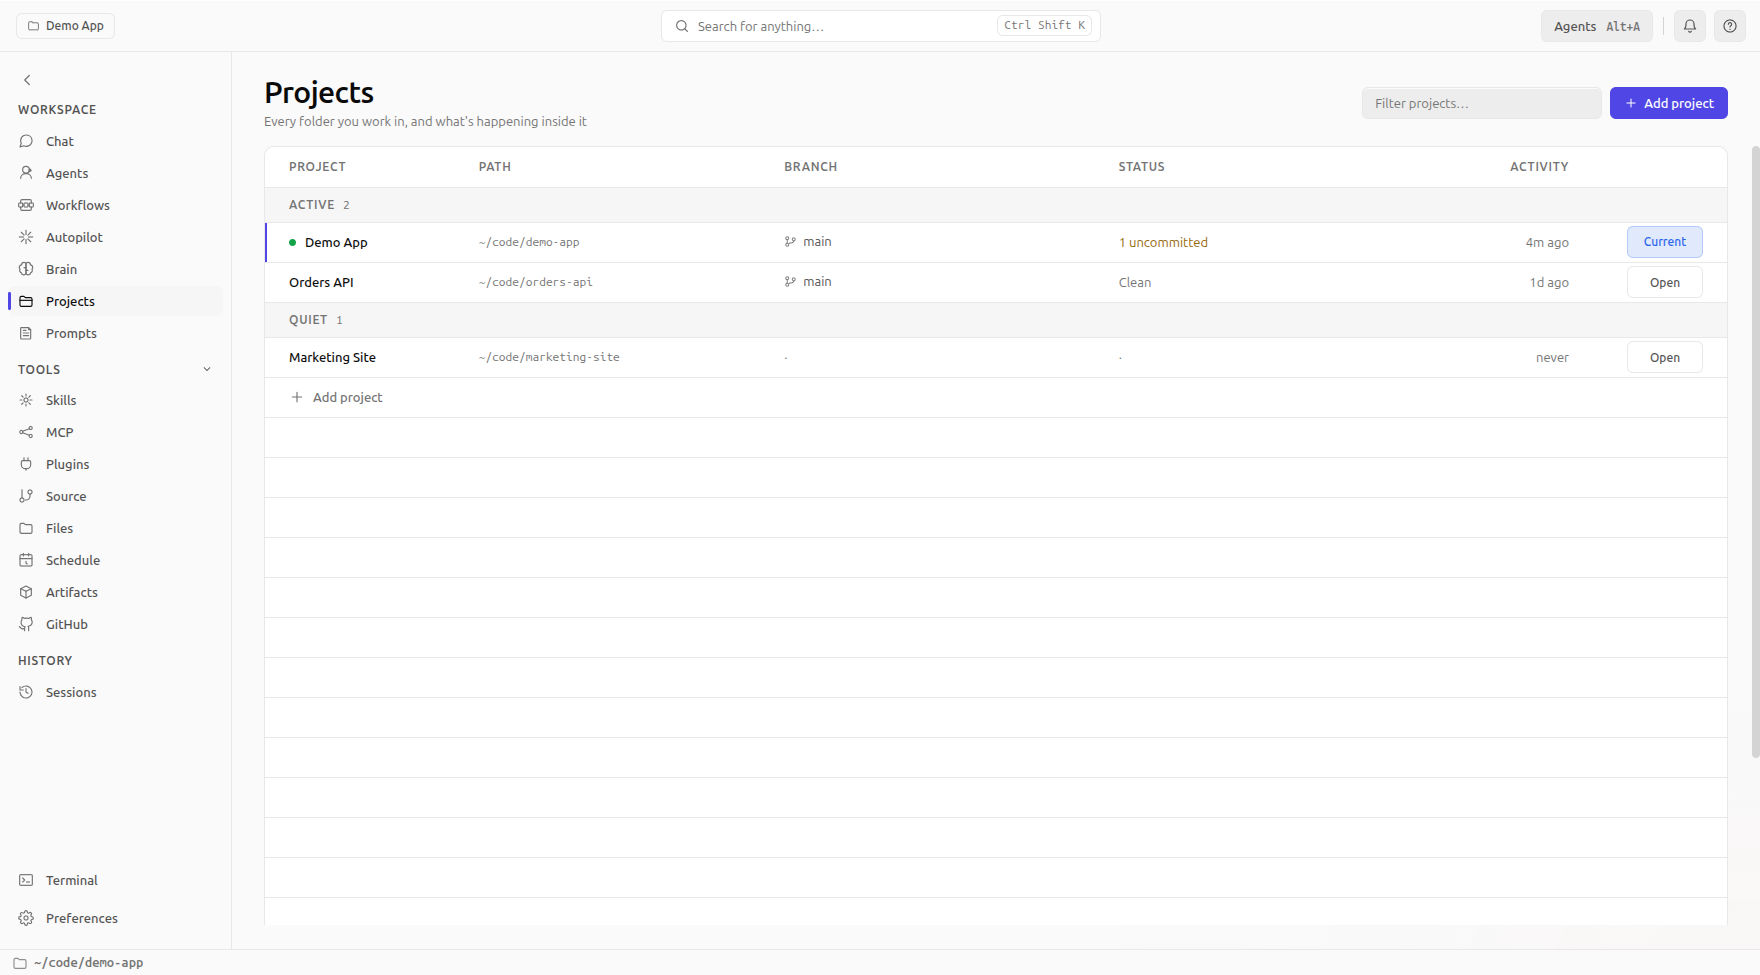 Demo App
Search for anything…
Ctrl Shift K
Agents Alt+A
WORKSPACE
Chat
Agents
Workflows
Autopilot
Brain
Projects
Prompts
TOOLS
Skills
MCP
Plugins
Source
Files
Schedule
Artifacts
GitHub
HISTORY
Sessions
Terminal
Preferences
Projects
Every folder you work in, and what's happening inside it
Filter projects…
Add project
PROJECT PATH BRANCH STATUS ACTIVITY
ACTIVE 2
Demo App ~/code/demo-app main 1 uncommitted 4m ago Current
Orders API ~/code/orders-api main Clean 1d ago Open
QUIET 1
Marketing Site ~/code/marketing-site · · never Open
Add project
~/code/demo-app